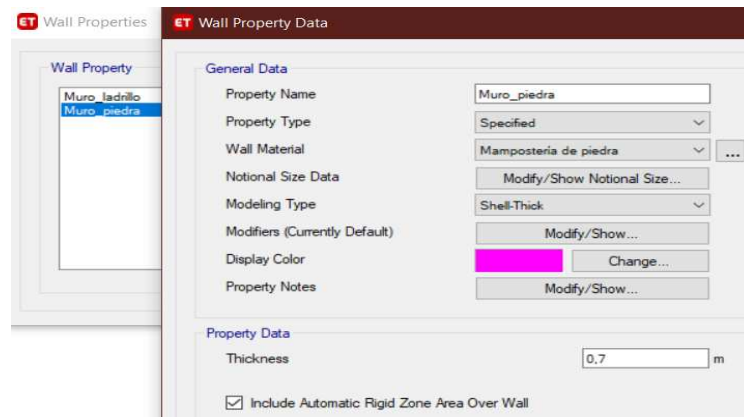 ET Wall Properties
Wall Property
Muro_ladrillo
Muro_piedra
ET Wall Property Data
General Data
Property Name Muro_piedra
Property Type Specified
Wall Material Mampostería de piedra ...
Notional Size Data Modify/Show Notional Size...
Modeling Type Shell-Thick
Modifiers (Currently Default) Modify/Show...
Display Color Change...
Property Notes Modify/Show...
Property Data
Thickness 0,7 m
Include Automatic Rigid Zone Area Over Wall